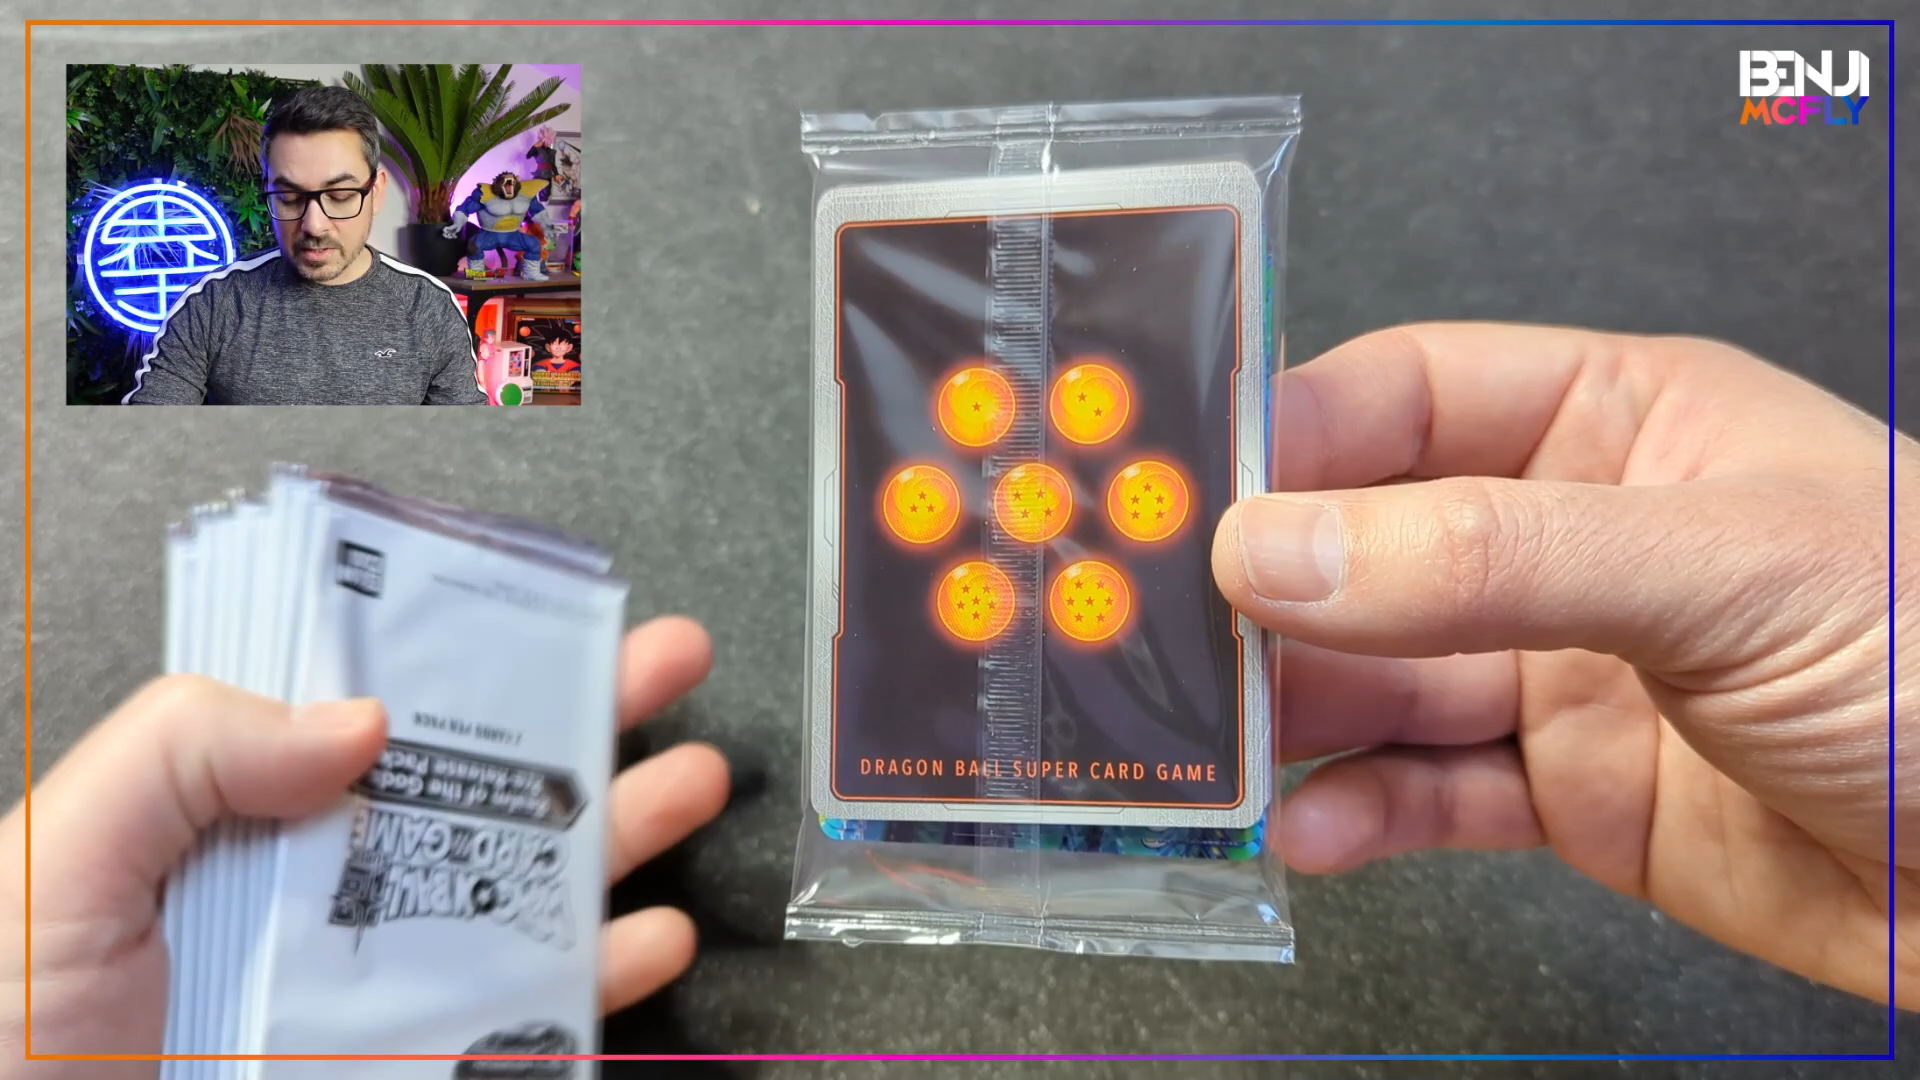 BENJI
MCFLY
DRAGON BALL SUPER CARD GAME
2 CARDS PER PACK
Realm of the Gods
Pre-Release Pack
DRAGON BALL
SUPER
CARD GAME